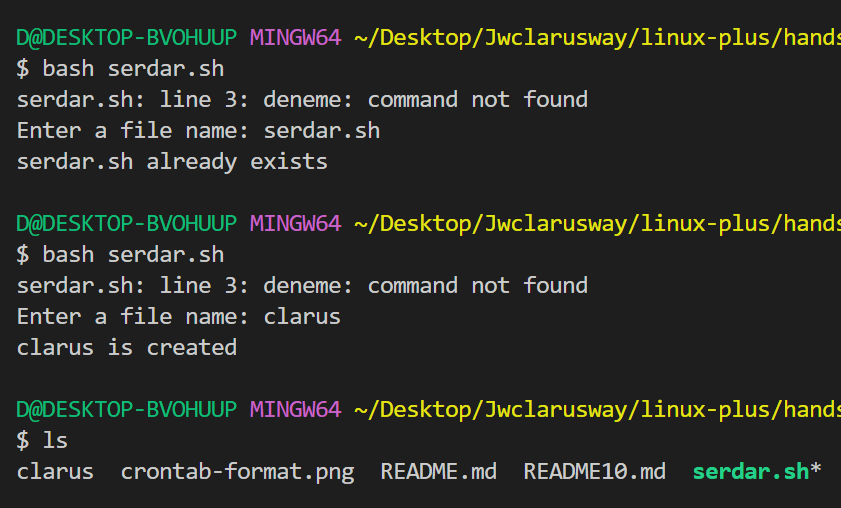 D@DESKTOP-BVOHUUP MINGW64 ~/Desktop/Jwclarusway/linux-plus/hands
$ bash serdar.sh
serdar.sh: line 3: deneme: command not found
Enter a file name: serdar.sh
serdar.sh already exists
D@DESKTOP-BVOHUUP MINGW64 ~/Desktop/Jwclarusway/linux-plus/hands
$ bash serdar.sh
serdar.sh: line 3: deneme: command not found
Enter a file name: clarus
clarus is created
D@DESKTOP-BVOHUUP MINGW64 ~/Desktop/Jwclarusway/linux-plus/hands
$ ls
clarus  crontab-format.png  README.md  README10.md  serdar.sh*